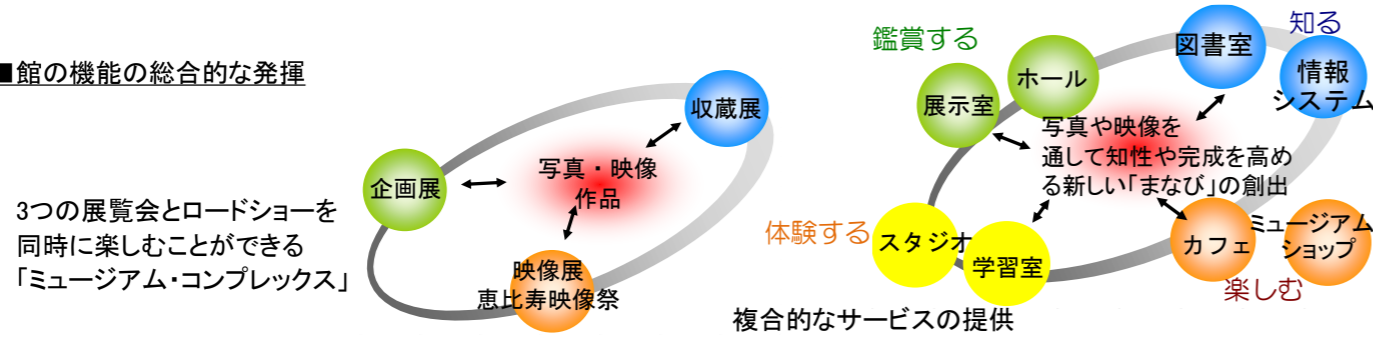 ■館の機能の総合的な発揮
3つの展覧会とロードショーを
同時に楽しむことができる
「ミュージアム・コンプレックス」
企画展
収蔵展
写真・映像
作品
映像展
恵比寿映像祭
鑑賞する
知る
展示室
ホール
図書室
情報
システム
写真や映像を
通して知性や完成を高め
る新しい「まなび」の創出
体験する
スタジオ
学習室
カフェ
ミュージアム
ショップ
楽しむ
複合的なサービスの提供